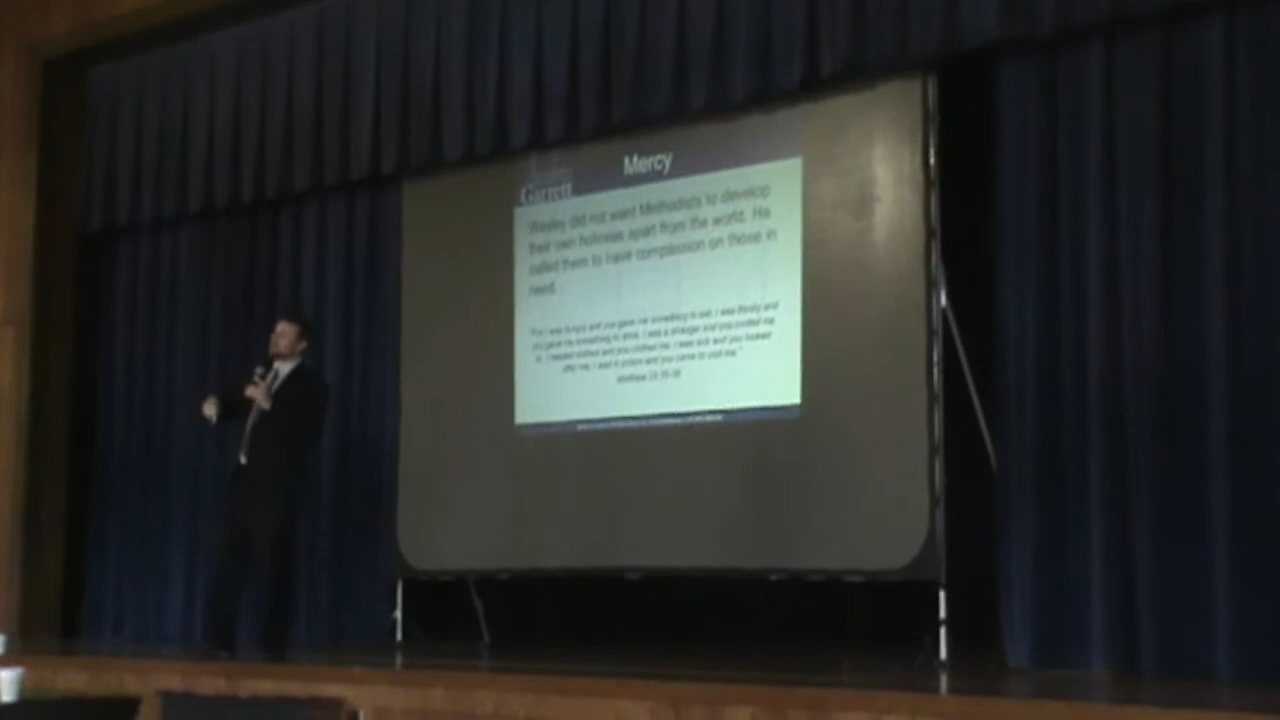 Mercy
Garrett
Wesley did not want Methodists to develop
their own holiness apart from the world. He
called them to have compassion on those in
need.
I was hungry and you gave me something to eat, I was thirsty and
you gave me something to drink, I was a stranger and you invited me
in, I needed clothes and you clothed me, I was sick and you looked
after me, I was in prison and you came to visit me."
Matthew 25:35-36